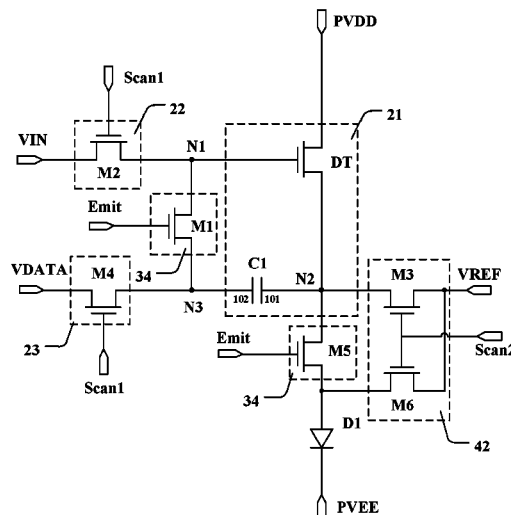 PVDD
Scan1
22
21
VIN
N1
M2
DT
Emit
M1
C1
VDATA
M4
34
N2
M3
VREF
102
101
N3
23
Emit
M5
Scan2
Scan1
34
M6
D1
42
PVEE